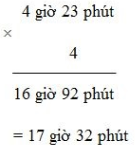 4 giờ 23 phút
×
4
16 giờ 92 phút
= 17 giờ 32 phút